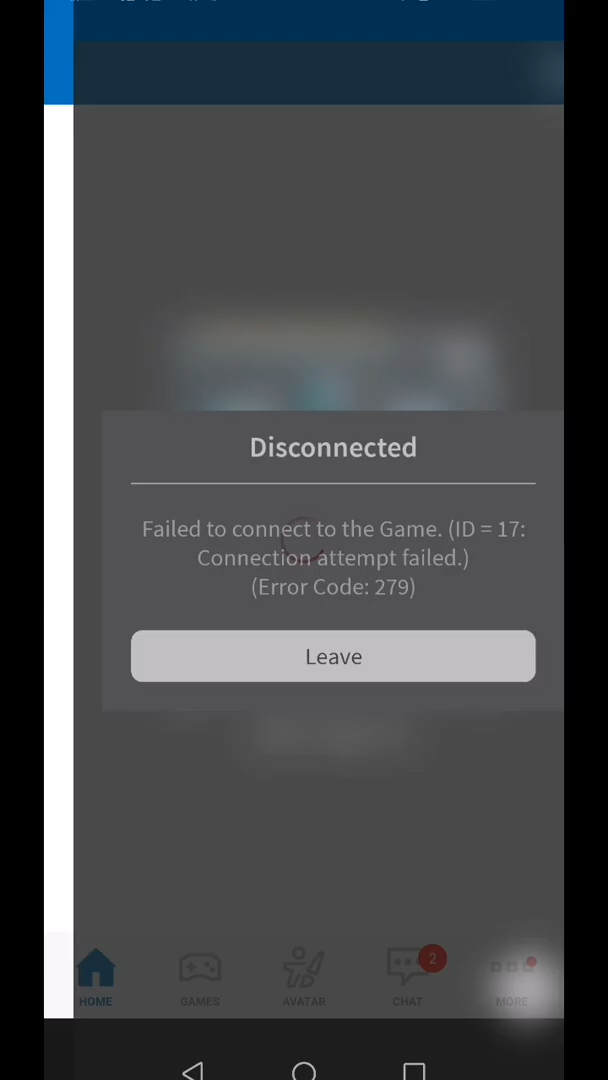 Disconnected
Failed to connect to the Game. (ID = 17:
Connection attempt failed.)
(Error Code: 279)
Leave
2
HOME GAMES AVATAR CHAT MORE